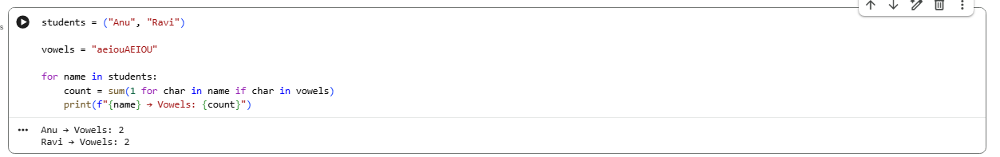 s
students = ("Anu", "Ravi")
vowels = "aeiouAEIOU"
for name in students:
    count = sum(1 for char in name if char in vowels)
    print(f"{name} → Vowels: {count}")
Anu → Vowels: 2
Ravi → Vowels: 2